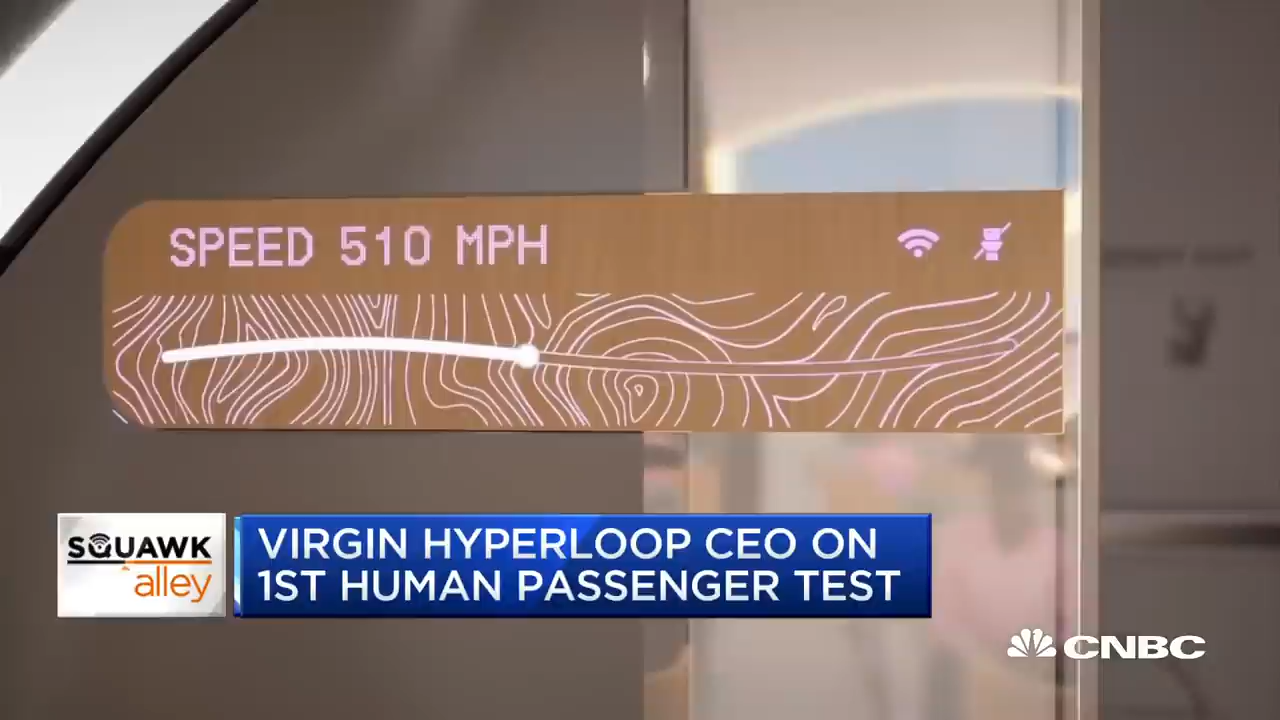 SPEED 510 MPH
SQUAWK
alley
VIRGIN HYPERLOOP CEO ON
1ST HUMAN PASSENGER TEST
CNBC